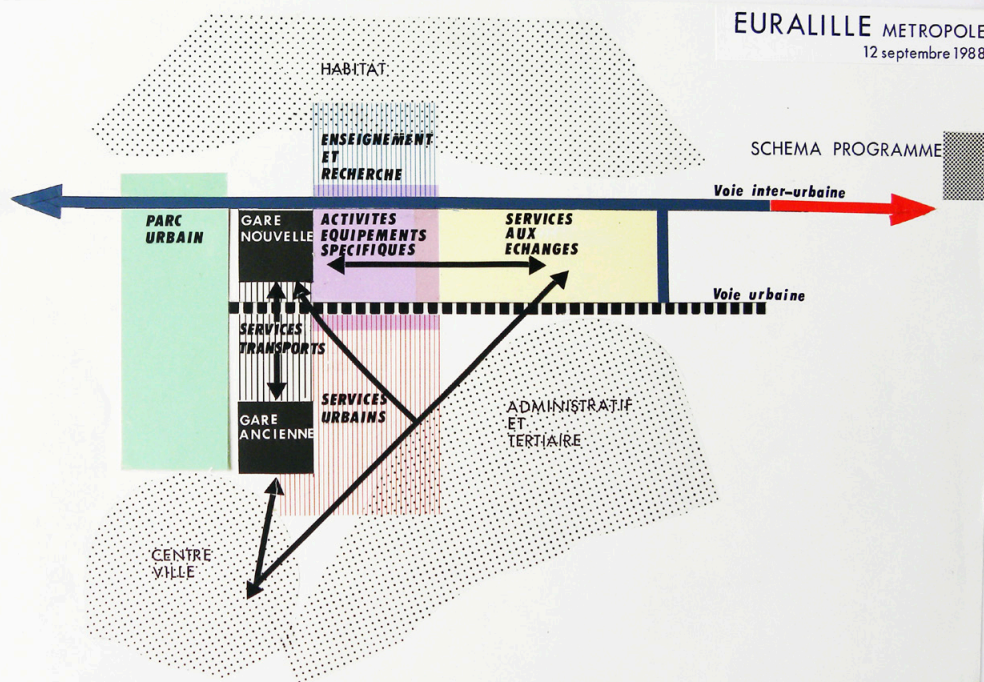 EURALILLE METROPOLE
12 septembre 1988
HABITAT
ENSEIGNEMENT
ET
RECHERCHE
SCHEMA PROGRAMME
Voie inter-urbaine
PARC
URBAIN
GARE
NOUVELLE
ACTIVITES
EQUIPEMENTS
SPECIFIQUES
SERVICES
AUX
ECHANGES
Voie urbaine
SERVICES
TRANSPORTS
SERVICES
URBAINS
GARE
ANCIENNE
ADMINISTRATIF
ET
TERTIAIRE
CENTRE
VILLE